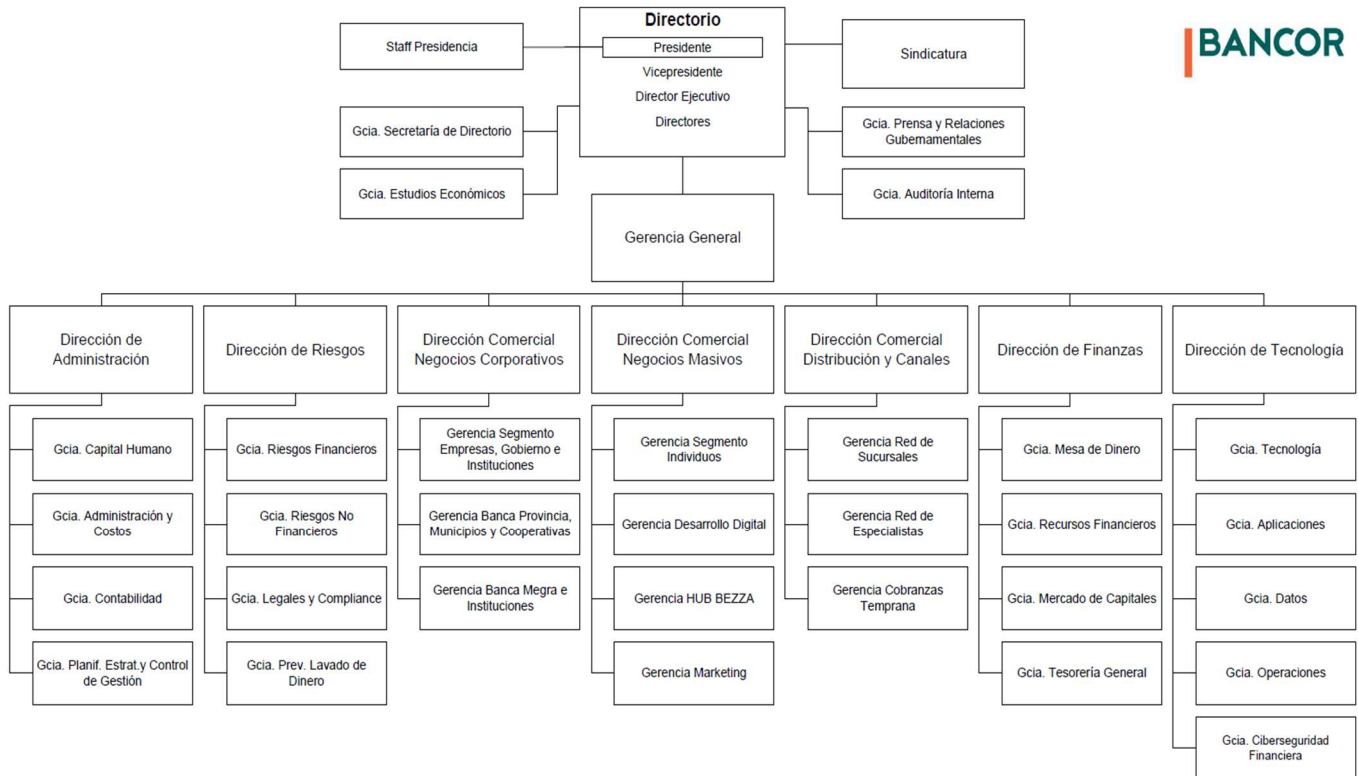 Directorio
Presidente
Vicepresidente
Director Ejecutivo
Directores
Staff Presidencia
Gcia. Secretaría de Directorio
Gcia. Estudios Económicos
Sindicatura
Gcia. Prensa y Relaciones
Gubernamentales
Gcia. Auditoría Interna
BANCOR
Gerencia General
Dirección de
Administración
Gcia. Capital Humano
Gcia. Administración y
Costos
Gcia. Contabilidad
Gcia. Planif. Estrat.y Control
de Gestión
Dirección de Riesgos
Gcia. Riesgos Financieros
Gcia. Riesgos No
Financieros
Gcia. Legales y Compliance
Gcia. Prev. Lavado de
Dinero
Dirección Comercial
Negocios Corporativos
Gerencia Segmento
Empresas, Gobierno e
Instituciones
Gerencia Banca Provincia,
Municipios y Cooperativas
Gerencia Banca Megra e
Instituciones
Dirección Comercial
Negocios Masivos
Gerencia Segmento
Individuos
Gerencia Desarrollo Digital
Gerencia HUB BEZZA
Gerencia Marketing
Dirección Comercial
Distribución y Canales
Gerencia Red de
Sucursales
Gerencia Red de
Especialistas
Gerencia Cobranzas
Temprana
Dirección de Finanzas
Gcia. Mesa de Dinero
Gcia. Recursos Financieros
Gcia. Mercado de Capitales
Gcia. Tesorería General
Dirección de Tecnología
Gcia. Tecnología
Gcia. Aplicaciones
Gcia. Datos
Gcia. Operaciones
Gcia. Ciberseguridad
Financiera